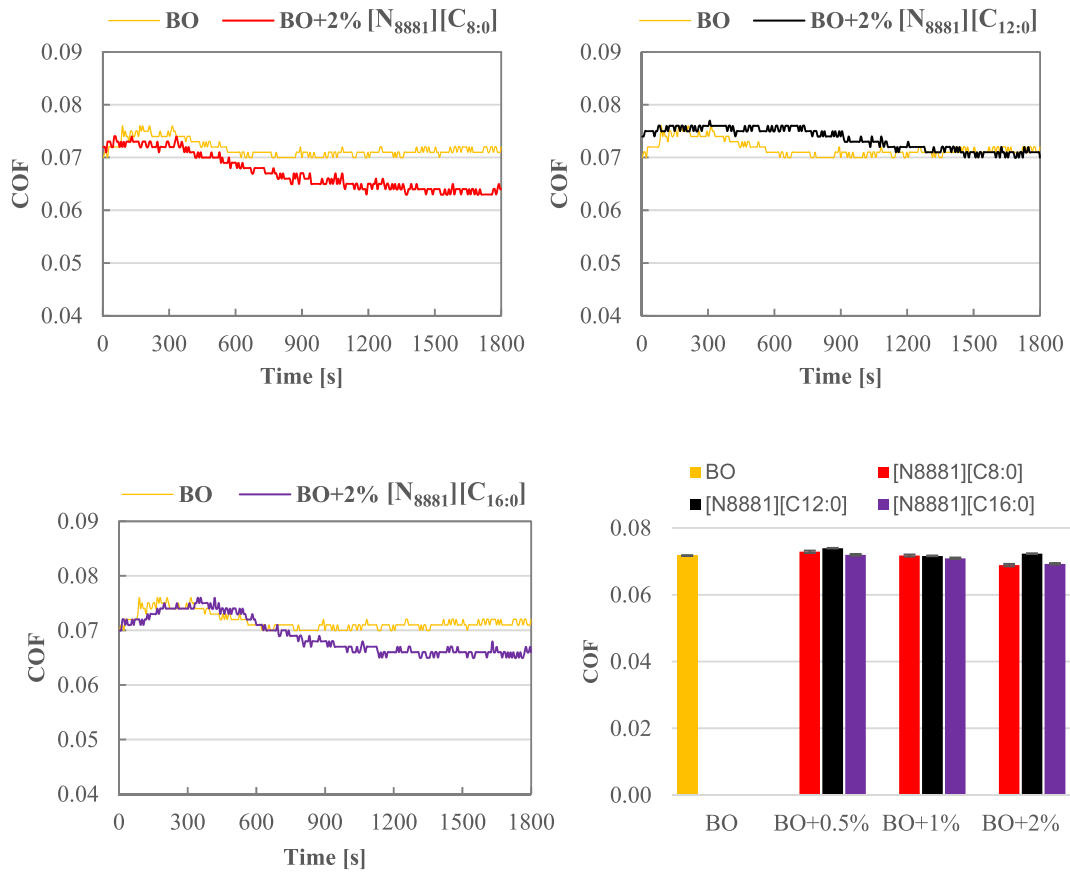 BO BO+2% [N8881][C8:0]
0.09
0.08
0.07
0.06
0.05
0.04
COF
0 300 600 900 1200 1500 1800
Time [s]
BO BO+2% [N8881][C12:0]
0.09
0.08
0.07
0.06
0.05
0.04
COF
0 300 600 900 1200 1500 1800
Time [s]
BO BO+2% [N8881][C16:0]
0.09
0.08
0.07
0.06
0.05
0.04
COF
0 300 600 900 1200 1500 1800
Time [s]
BO [N8881][C8:0]
[N8881][C12:0] [N8881][C16:0]
0.08
0.06
0.04
0.02
0.00
COF
BO BO+0.5% BO+1% BO+2%